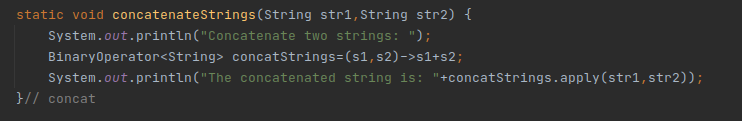 static void concatenateStrings(String str1,String str2) {
    System.out.println("Concatenate two strings: ");
    BinaryOperator<String> concatStrings=(s1,s2)->s1+s2;
    System.out.println("The concatenated string is: "+concatStrings.apply(str1,str2));
}// concat